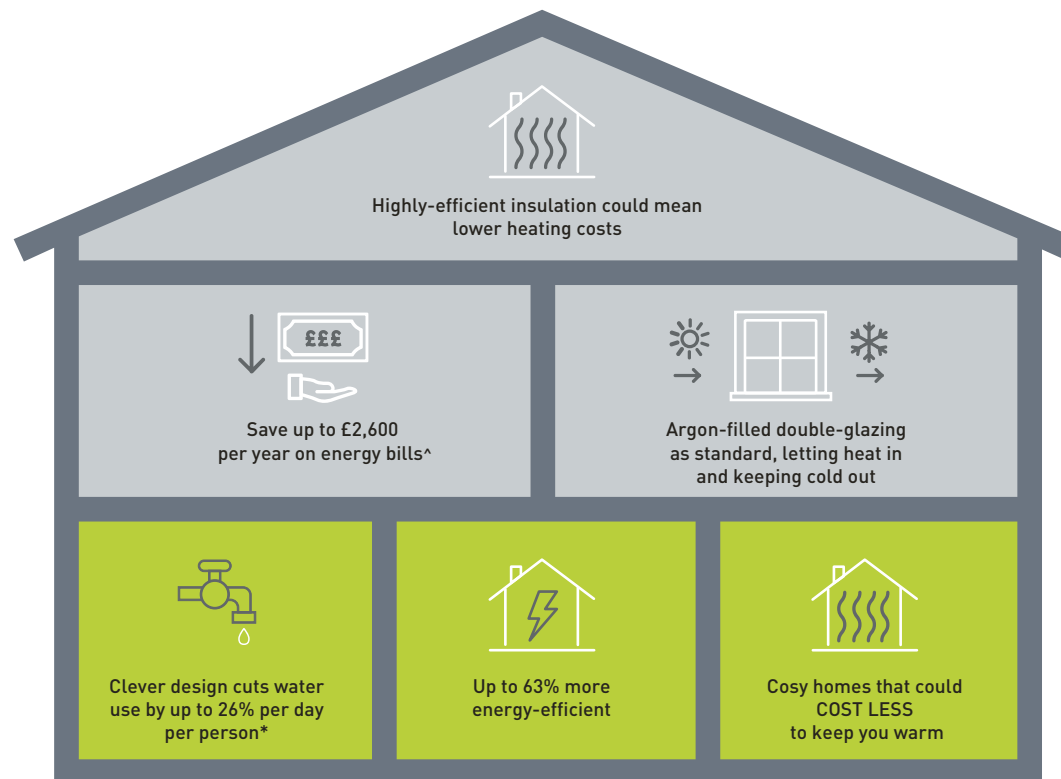 Highly-efficient insulation could mean
lower heating costs
£££
Save up to £2,600
per year on energy bills^
Argon-filled double-glazing
as standard, letting heat in
and keeping cold out
Clever design cuts water
use by up to 26% per day
per person*
Up to 63% more
energy-efficient
Cosy homes that could
COST LESS
to keep you warm